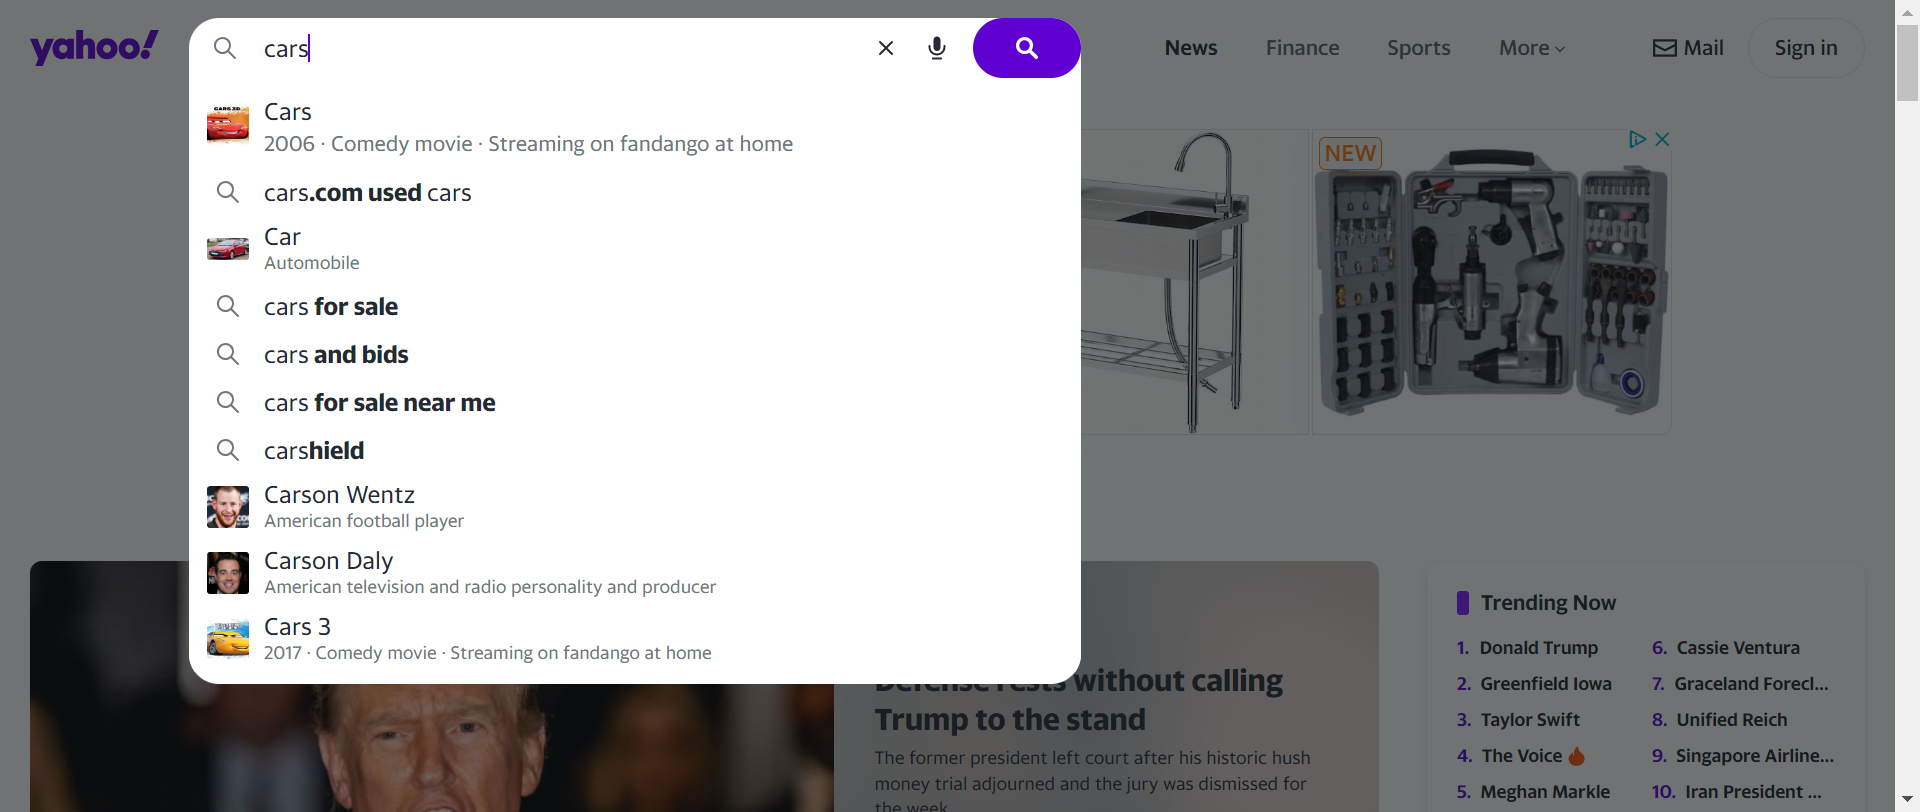 yahoo!
cars
News
Finance
Sports
More
Mail
Sign in
Cars
2006 · Comedy movie · Streaming on fandango at home
cars.com used cars
Car
Automobile
cars for sale
cars and bids
cars for sale near me
carshield
Carson Wentz
American football player
Carson Daly
American television and radio personality and producer
Cars 3
2017 · Comedy movie · Streaming on fandango at home
NEW
Defense rests without calling
Trump to the stand
The former president left court after his historic hush
money trial adjourned and the jury was dismissed for
the week.
Trending Now
1. Donald Trump
2. Greenfield Iowa
3. Taylor Swift
4. The Voice
5. Meghan Markle
6. Cassie Ventura
7. Graceland Forecl...
8. Unified Reich
9. Singapore Airline...
10. Iran President ...